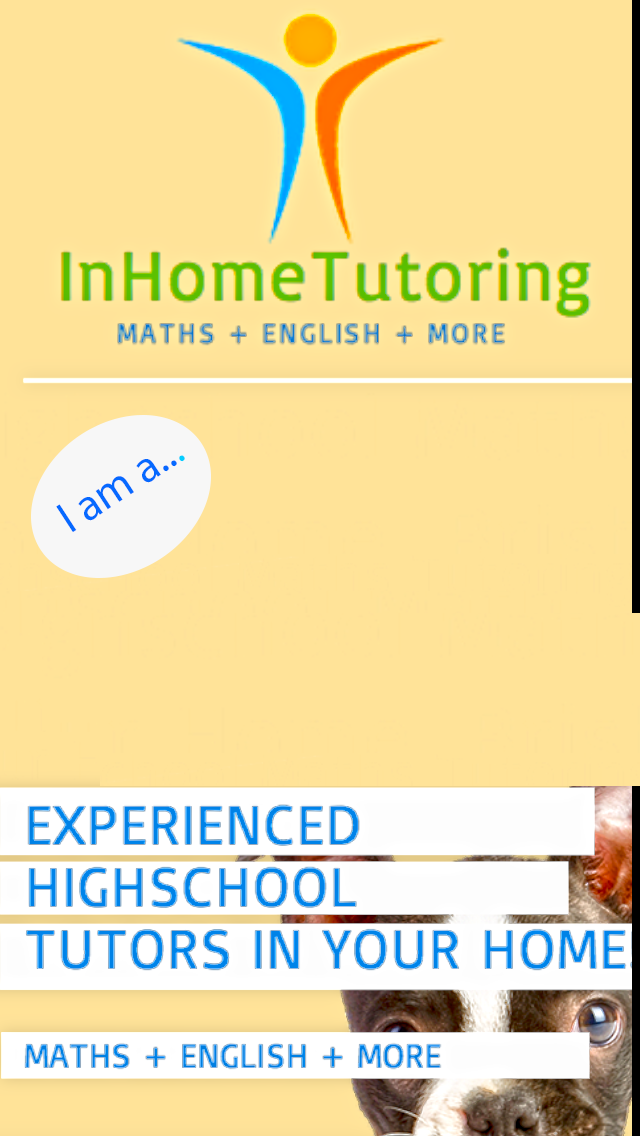 InHomeTutoring
MATHS + ENGLISH + MORE
I am a...
EXPERIENCED
HIGHSCHOOL
TUTORS IN YOUR HOME
MATHS + ENGLISH + MORE